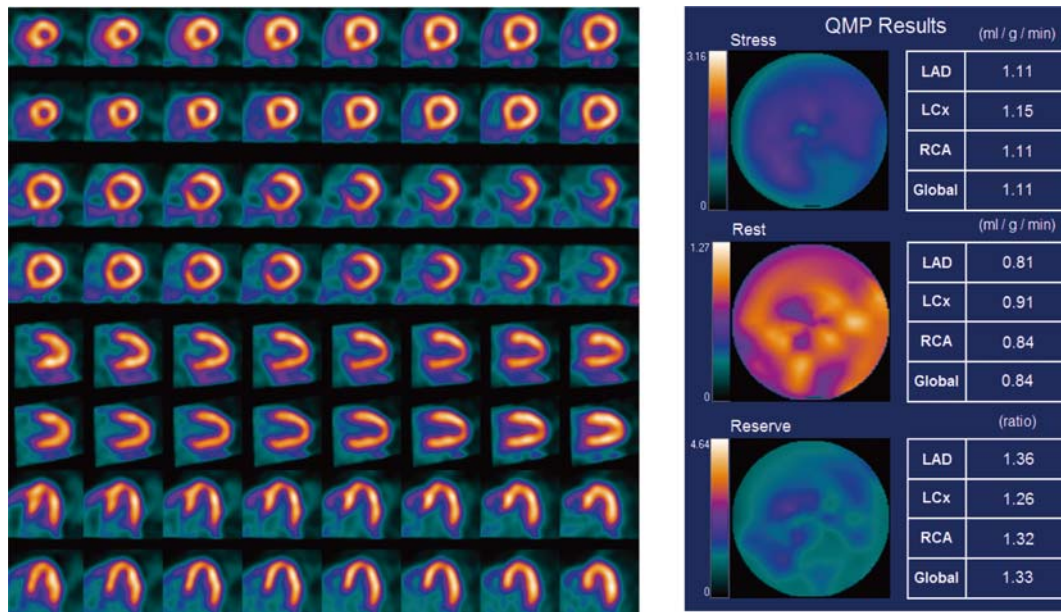 QMP Results
Stress
(ml / g / min)
3.16
0
LAD 1.11
LCx 1.15
RCA 1.11
Global 1.11
Rest
(ml / g / min)
1.27
0
LAD 0.81
LCx 0.91
RCA 0.84
Global 0.84
Reserve
(ratio)
4.64
0
LAD 1.36
LCx 1.26
RCA 1.32
Global 1.33